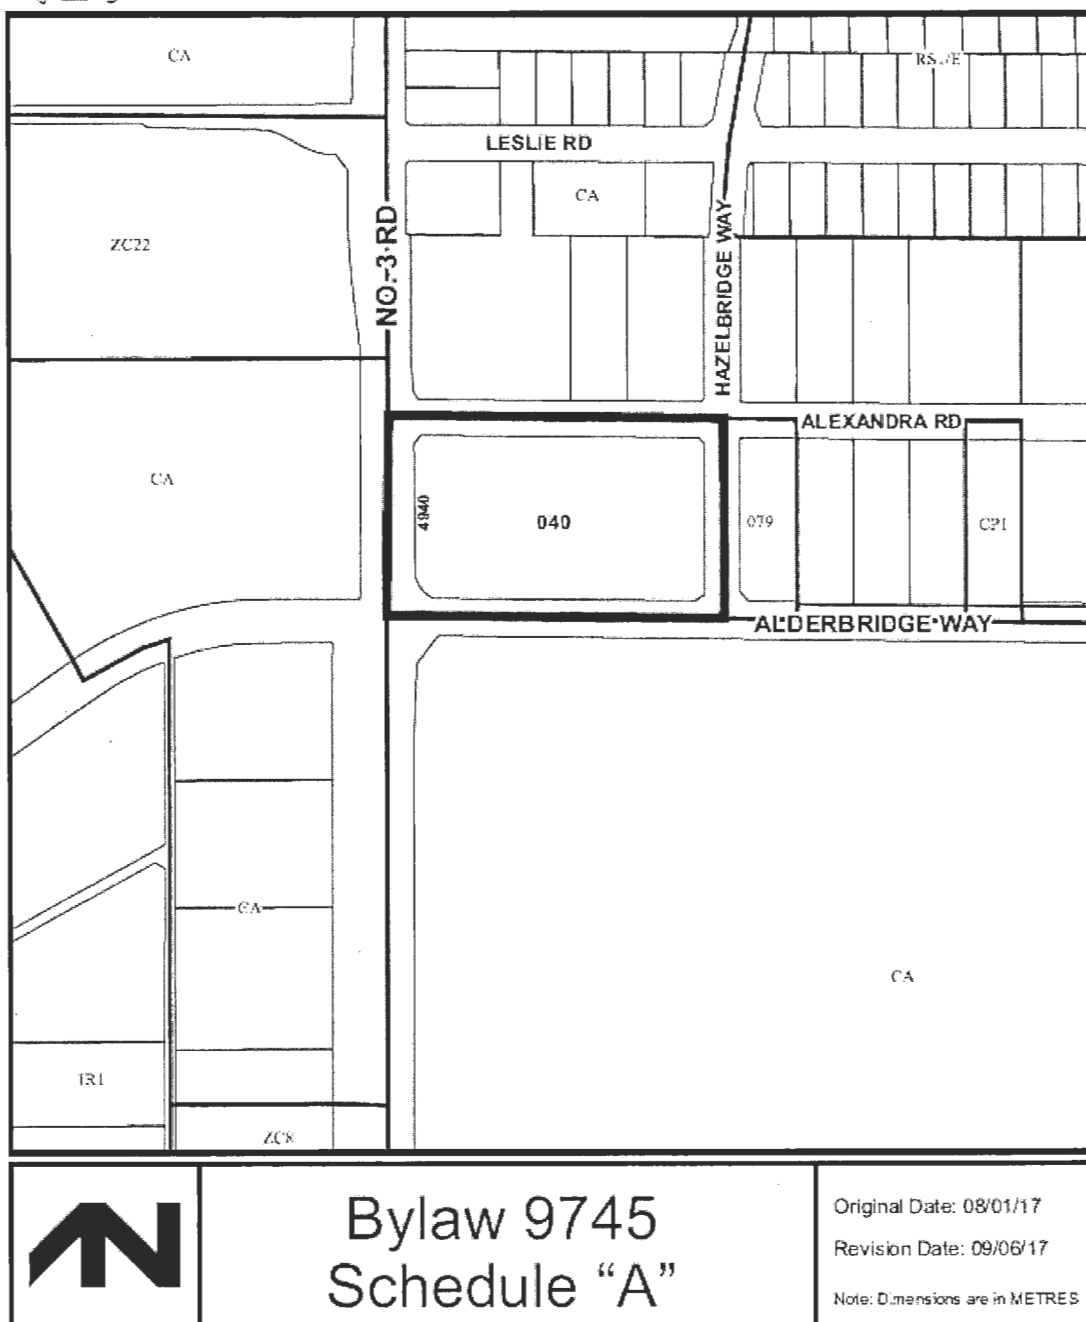 CA
RS1/E
LESLIE RD
CA
ZC22
NO. 3 RD
HAZELBRIDGE WAY
ALEXANDRA RD
CA
4940
040
079
CP1
ALDERBRIDGE WAY
CA
CA
IR1
ZC8
Bylaw 9745
Schedule “A”
Original Date: 08/01/17
Revision Date: 09/06/17
Note: Dimensions are in METRES